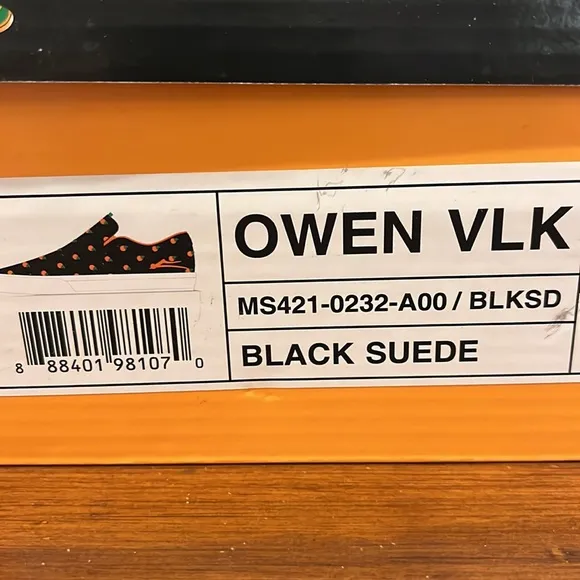 OWEN VLK
MS421-0232-A00 / BLKSD
BLACK SUEDE
8 88401 98107 0